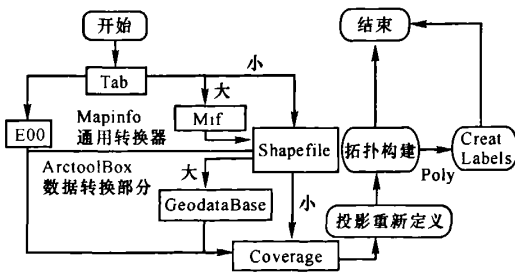 开始
结束
Tab
小
大
E00
Mapinfo
通用转换器
Mif
Shapefile
拓扑构建
Creat
Labels
ArctoolBox
数据转换部分
大
Poly
GeodataBase
小
投影重新定义
Coverage